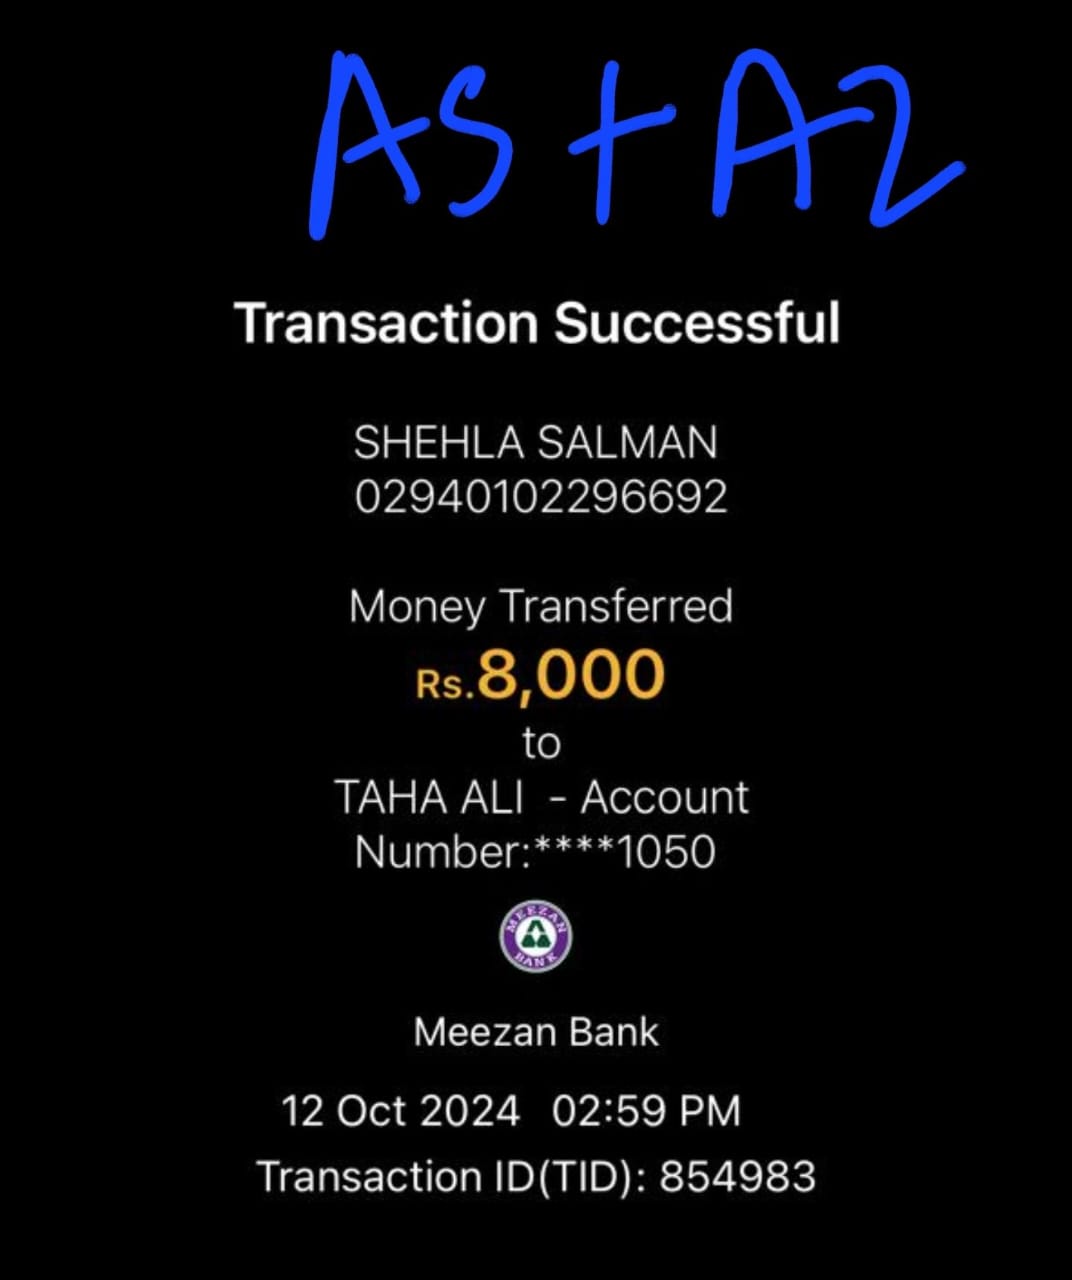 AS + A2
Transaction Successful
SHEHLA SALMAN
02940102296692
Money Transferred
Rs.8,000
to
TAHA ALI - Account
Number:****1050
MEEZAN
BANK
Meezan Bank
12 Oct 2024 02:59 PM
Transaction ID(TID): 854983